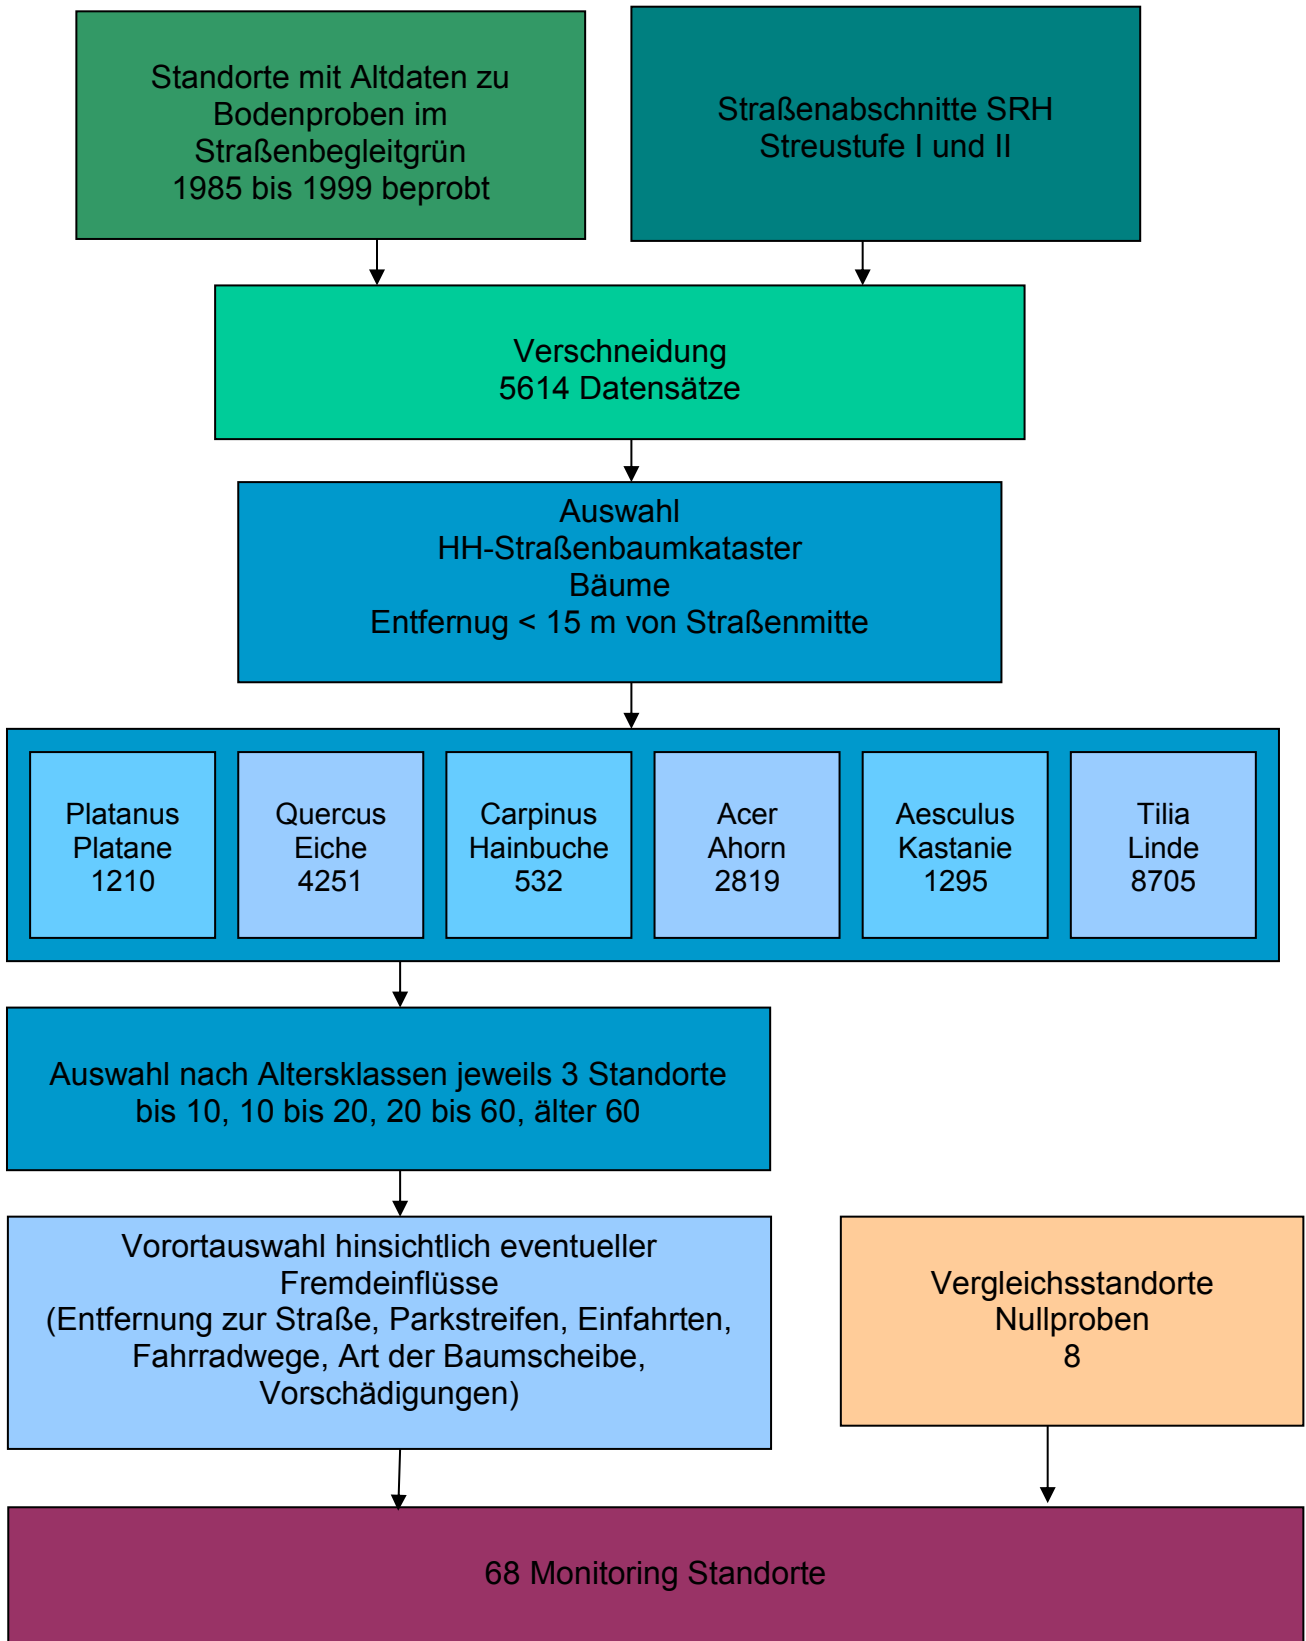 Standorte mit Altdaten zu
Bodenproben im
Straßenbegleitgrün
1985 bis 1999 beprobt
Straßenabschnitte SRH
Streustufe I und II
Verschneidung
5614 Datensätze
Auswahl
HH-Straßenbaumkataster
Bäume
Entfernug < 15 m von Straßenmitte
Platanus
Platane
1210
Quercus
Eiche
4251
Carpinus
Hainbuche
532
Acer
Ahorn
2819
Aesculus
Kastanie
1295
Tilia
Linde
8705
Auswahl nach Altersklassen jeweils 3 Standorte
bis 10, 10 bis 20, 20 bis 60, älter 60
Vorortauswahl hinsichtlich eventueller
Fremdeinflüsse
(Entfernung zur Straße, Parkstreifen, Einfahrten,
Fahrradwege, Art der Baumscheibe,
Vorschädigungen)
Vergleichsstandorte
Nullproben
8
68 Monitoring Standorte